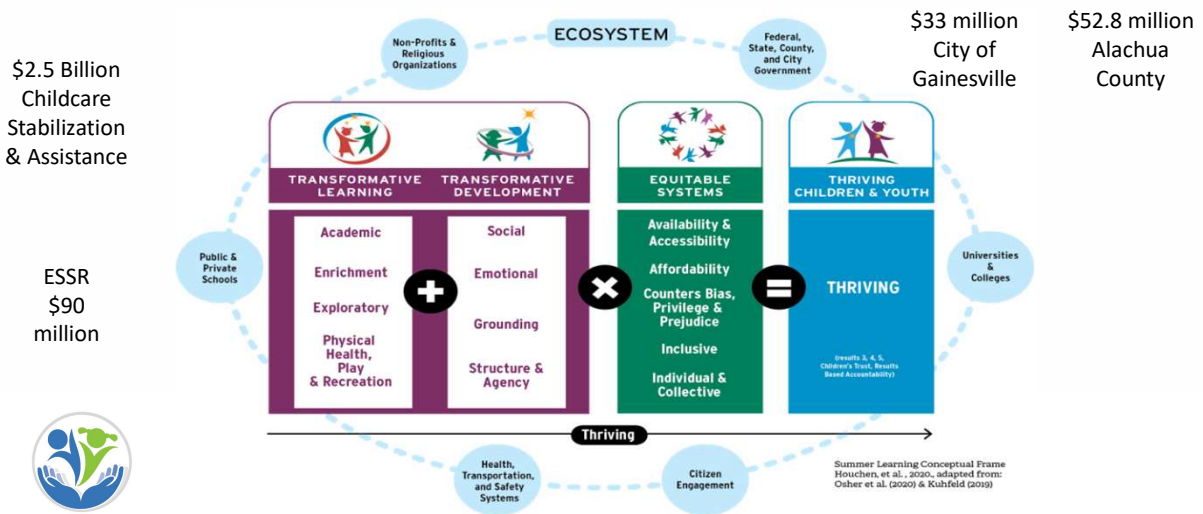 $2.5 Billion
Childcare
Stabilization
& Assistance
ESSR
$90
million
ECOSYSTEM
Non-Profits &
Religious
Organizations
Federal,
State, County,
and City
Government
$33 million
City of
Gainesville
$52.8 million
Alachua
County
TRANSFORMATIVE
LEARNING
TRANSFORMATIVE
DEVELOPMENT
EQUITABLE
SYSTEMS
THRIVING
CHILDREN & YOUTH
Public &
Private
Schools
Academic
Enrichment
Exploratory
Physical
Health,
Play
& Recreation
+
Social
Emotional
Grounding
Structure &
Agency
×
Availability &
Accessibility
Affordability
Counters Bias,
Privilege &
Prejudice
Inclusive
Individual &
Collective
=
THRIVING
(results 3, 4, 5,
Children's Trust, Results
Based Accountability)
Universities
&
Colleges
Thriving
Health,
Transportation,
and Safety
Systems
Citizen
Engagement
Summer Learning Conceptual Frame
Houchen, et al. , 2020., adapted from:
Osher et al. (2020) & Kuhfeld (2019)